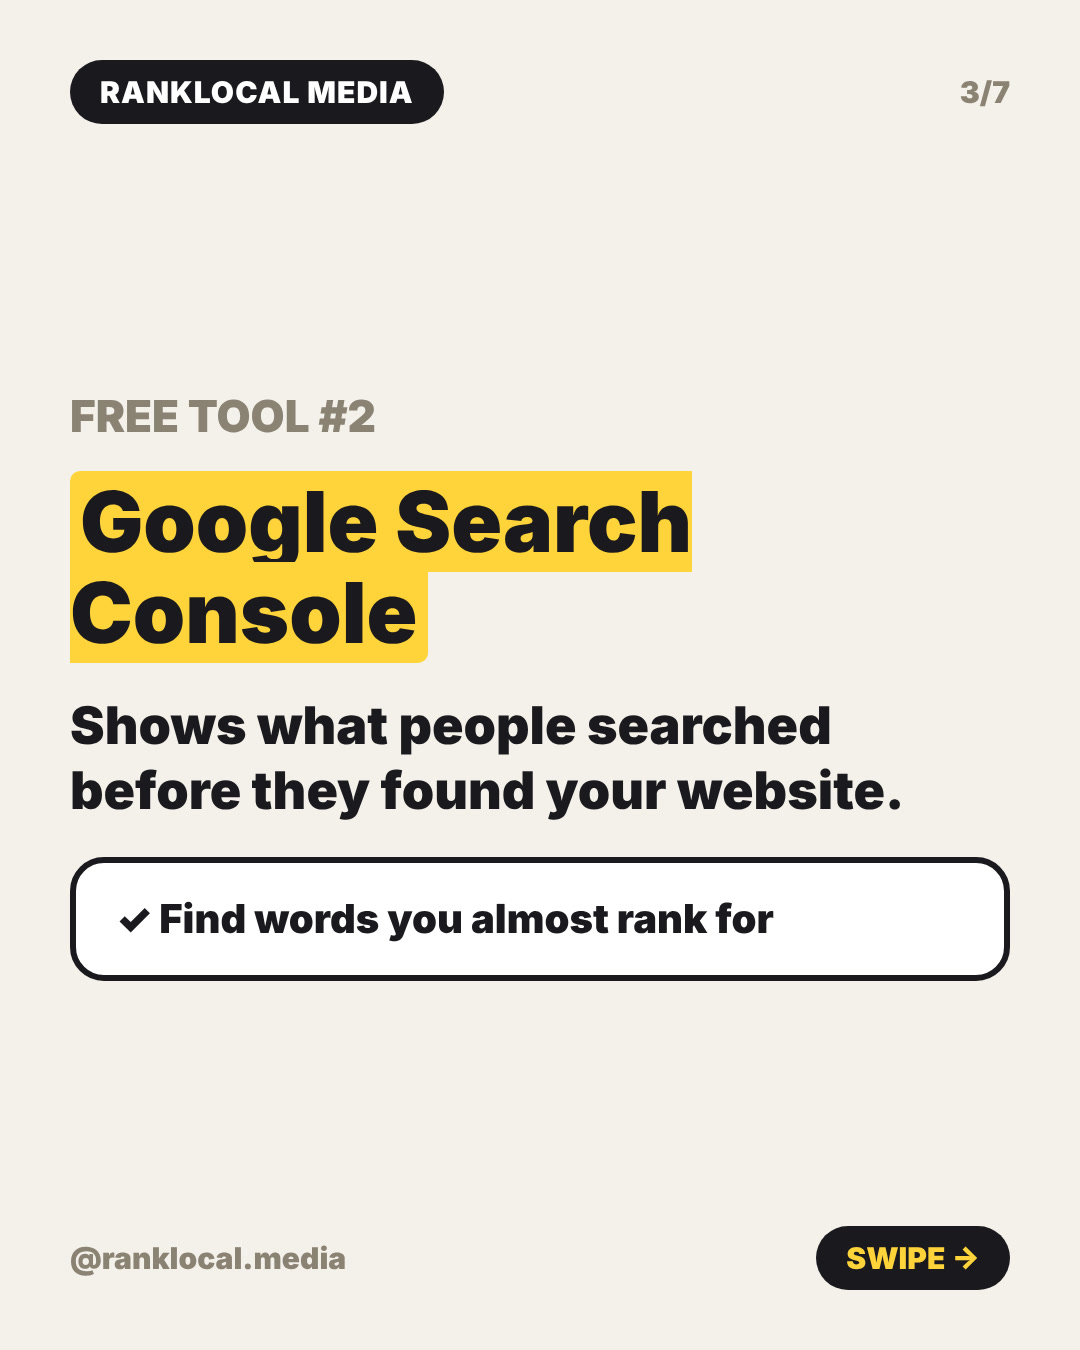 RANKLOCAL MEDIA
3/7
FREE TOOL #2
Google Search
Console
Shows what people searched
before they found your website.
✓ Find words you almost rank for
@ranklocal.media
SWIPE →